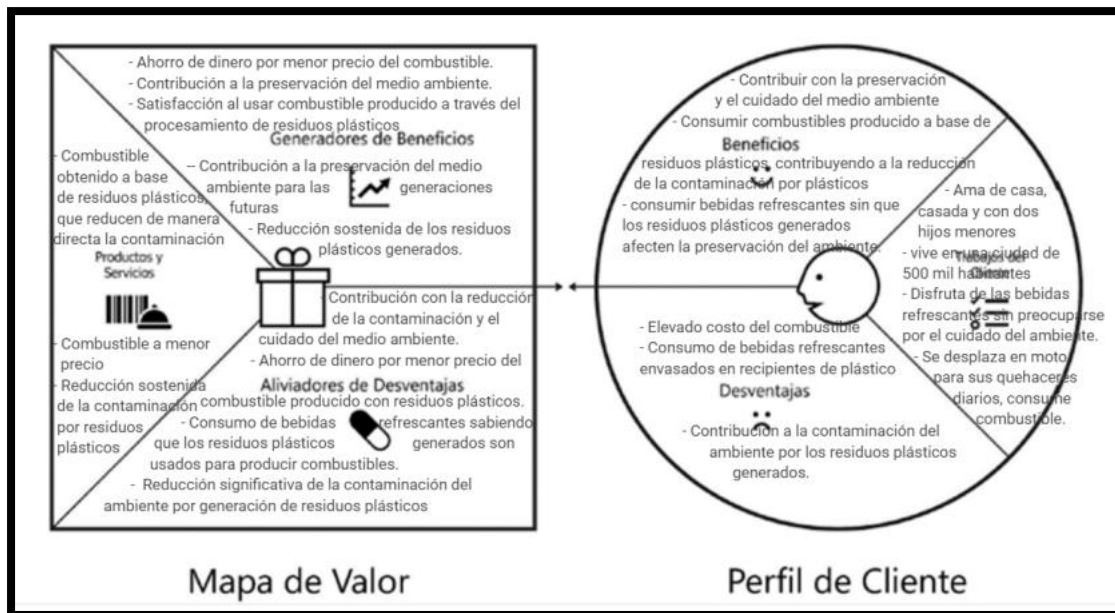 - Ahorro de dinero por menor precio del combustible.
- Contribución a la preservación del medio ambiente.
- Satisfacción al usar combustible producido a través del
procesamiento de residuos plásticos
Generadores de Beneficios
-- Contribución a la preservación del medio
ambiente para las generaciones
futuras
- Reducción sostenida de los residuos
plásticos generados.
- Combustible
obtenido a base
de residuos plásticos,
que reducen de manera
directa la contaminación
Productos y
Servicios
- Combustible a menor
precio
- Reducción sostenida
de la contaminación
por residuos
plásticos
- Contribución con la reducción
de la contaminación y el
cuidado del medio ambiente.
- Ahorro de dinero por menor precio del
Aliviadores de Desventajas
combustible producido con residuos plásticos.
- Consumo de bebidas refrescantes sabiendo
que los residuos plásticos generados son
usados para producir combustibles.
- Reducción significativa de la contaminación del
ambiente por generación de residuos plásticos
Mapa de Valor
- Contribuir con la preservación
y el cuidado del medio ambiente
- Consumir combustibles producido a base de
Beneficios
residuos plásticos, contribuyendo a la reducción
de la contaminación por plásticos
- consumir bebidas refrescantes sin que
los residuos plásticos generados
afecten la preservación del ambiente.
- Ama de casa,
casada y con dos
hijos menores
- vive en una ciudad de
Trabajos del
500 mil habitantes
Cliente
- Disfruta de las bebidas
refrescantes sin preocuparse
por el cuidado del ambiente.
- Se desplaza en moto
para sus quehaceres
diarios, consume
combustible.
- Elevado costo del combustible
- Consumo de bebidas refrescantes
envasados en recipientes de plástico
Desventajas
- Contribución a la contaminación del
ambiente por los residuos plásticos
generados.
Perfil de Cliente